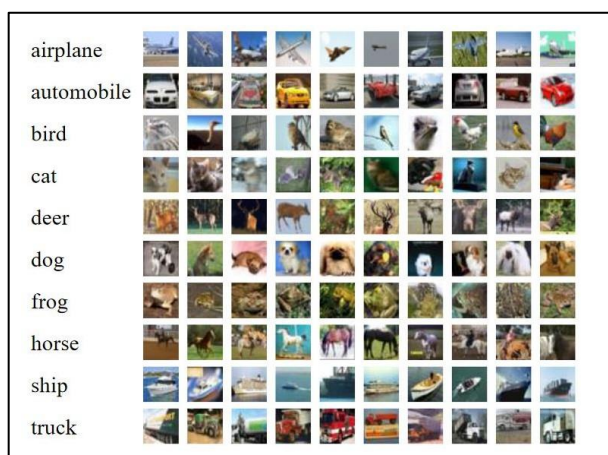 airplane
automobile
bird
cat
deer
dog
frog
horse
ship
truck